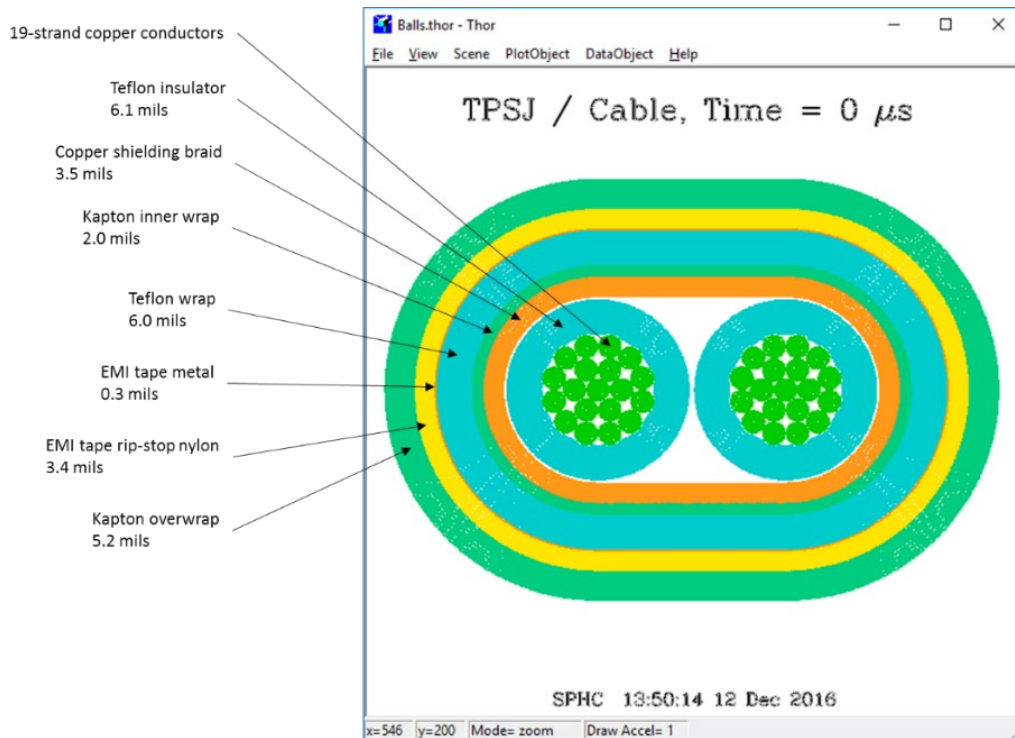 19-strand copper conductors
Teflon insulator
6.1 mils
Copper shielding braid
3.5 mils
Kapton inner wrap
2.0 mils
Teflon wrap
6.0 mils
EMI tape metal
0.3 mils
EMI tape rip-stop nylon
3.4 mils
Kapton overwrap
5.2 mils
Balls.thor - Thor
File View Scene PlotObject DataObject Help
TPSJ / Cable, Time = 0 μs
SPHC 13:50:14 12 Dec 2016
x=546 y=200 Mode= zoom Draw Accel= 1